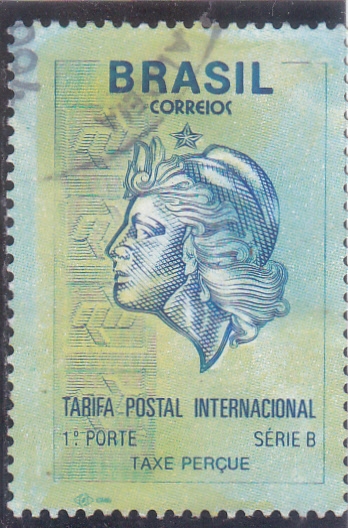 BRASIL
CORREIOS
TARIFA POSTAL INTERNACIONAL
1º PORTE SÉRIE B
TAXE PERÇUE